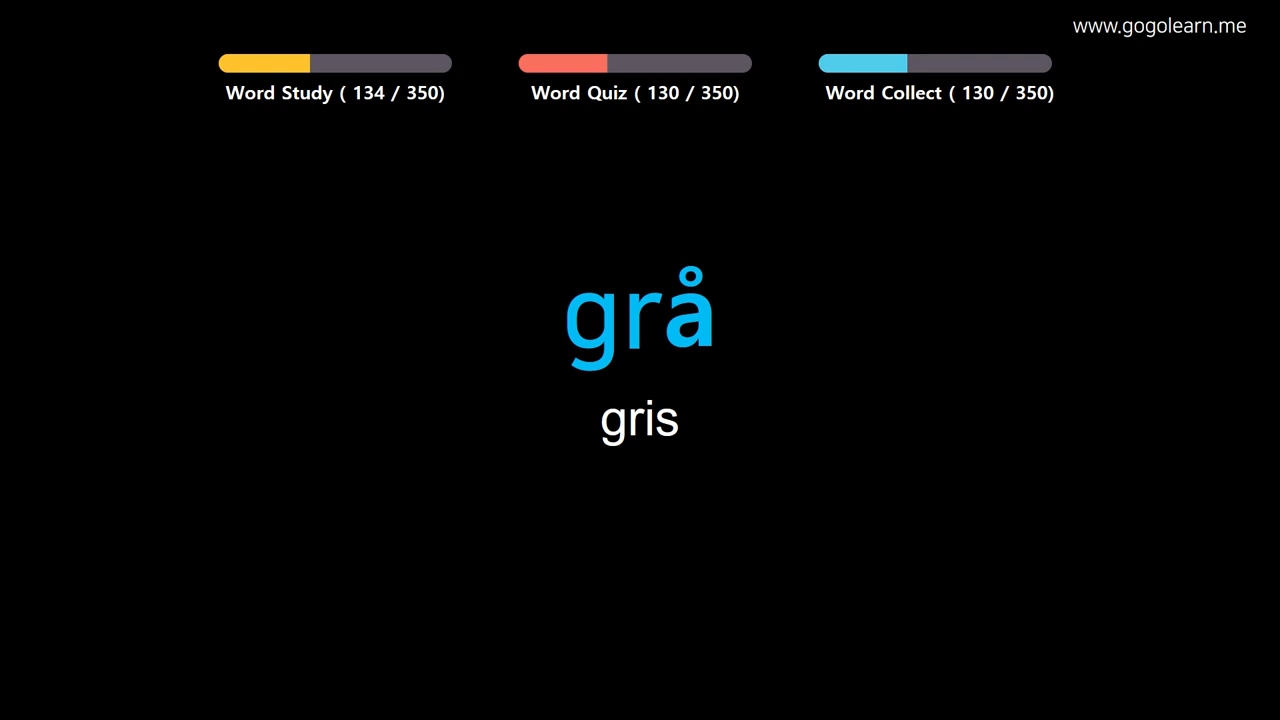 www.gogolearn.me
Word Study ( 134 / 350)
Word Quiz ( 130 / 350)
Word Collect ( 130 / 350)
grå
gris